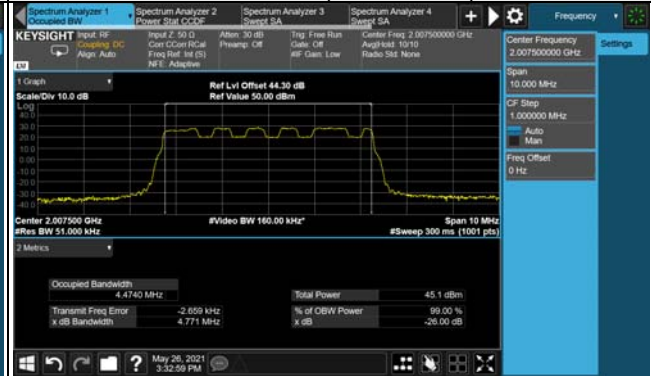 Spectrum Analyzer 1
Occupied BW
Spectrum Analyzer 2
Power Stat CCDF
Spectrum Analyzer 3
Swept SA
Spectrum Analyzer 4
Swept SA
Frequency
KEYSIGHT
Input: RF
Coupling: DC
Align: Auto
Input Z: 50 Ω
Corr CCorr RCal
Freq Ref: Int (S)
NFE: Adaptive
Atten: 30 dB
Preamp: Off
Trig: Free Run
Gate: Off
#IF Gain: Low
Center Freq: 2.007500000 GHz
Avg|Hold: 10/10
Radio Std: None
Center Frequency
2.007500000 GHz
Settings
Span
10.000 MHz
CF Step
1.000000 MHz
Auto
Man
Freq Offset
0 Hz
1 Graph
Scale/Div 10.0 dB
Ref Lvl Offset 44.30 dB
Ref Value 50.00 dBm
Log
40.0
30.0
20.0
10.0
0.00
-10.0
-20.0
-30.0
-40.0
Center 2.007500 GHz
#Res BW 51.000 kHz
#Video BW 160.00 kHz*
Span 10 MHz
#Sweep 300 ms (1001 pts)
2 Metrics
Occupied Bandwidth
4.4740 MHz
Total Power
45.1 dBm
Transmit Freq Error
-2.659 kHz
% of OBW Power
99.00 %
x dB Bandwidth
4.771 MHz
x dB
-26.00 dB
?
May 26, 2021
3:32:59 PM